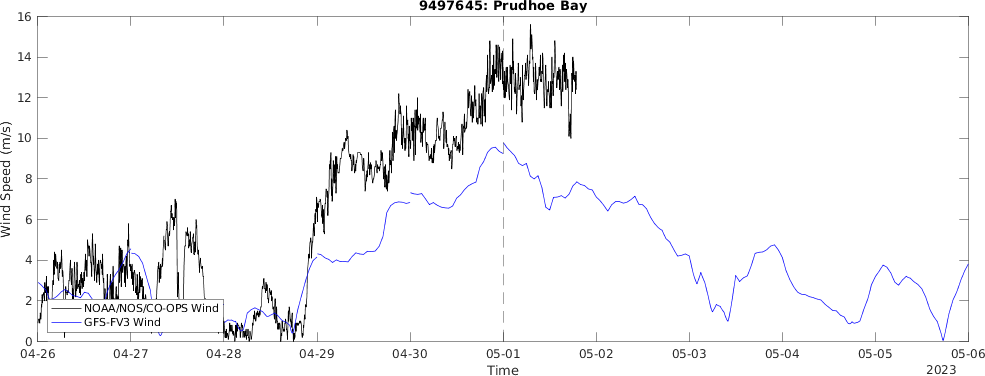 9497645: Prudhoe Bay
16
14
12
10
8
6
4
2
0
Wind Speed (m/s)
NOAA/NOS/CO-OPS Wind
GFS-FV3 Wind
04-26 04-27 04-28 04-29 04-30 05-01 05-02 05-03 05-04 05-05 05-06
Time 2023